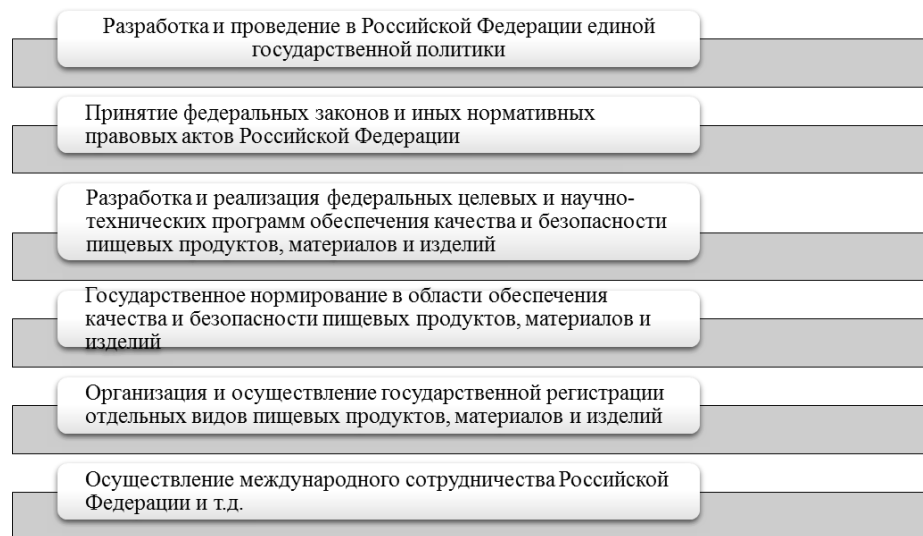 Разработка и проведение в Российской Федерации единой
государственной политики
Принятие федеральных законов и иных нормативных
правовых актов Российской Федерации
Разработка и реализация федеральных целевых и научно-
технических программ обеспечения качества и безопасности
пищевых продуктов, материалов и изделий
Государственное нормирование в области обеспечения
качества и безопасности пищевых продуктов, материалов и
изделий
Организация и осуществление государственной регистрации
отдельных видов пищевых продуктов, материалов и изделий
Осуществление международного сотрудничества Российской
Федерации и т.д.